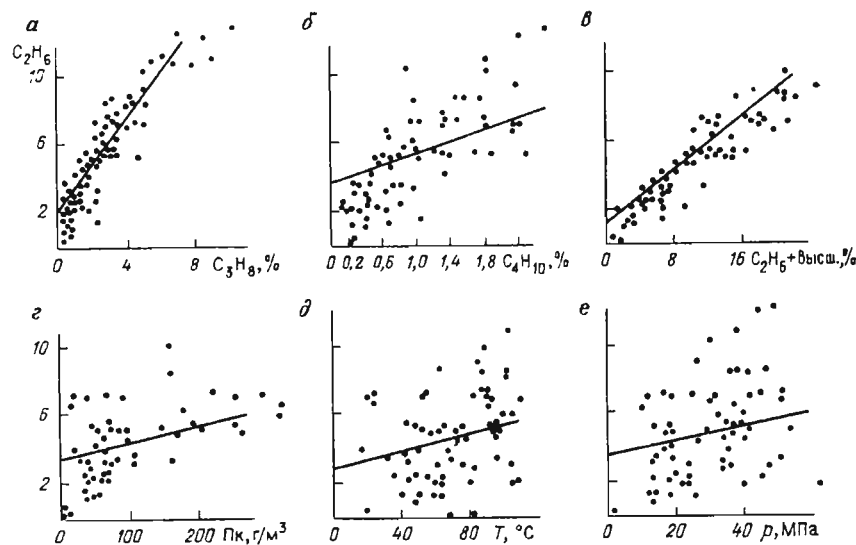 а
б
в
C₂H₆
10
6
2
0 4 8
C₃H₈, %
0 0,2 0,6 1,0 1,4 1,8 C₄H₁₀, %
0 8 16 C₂H₆ + Высш., %
г
д
е
10
6
2
0 100 200 Пк, г/м³
0 40 80 T, °C
0 20 40 p, МПа